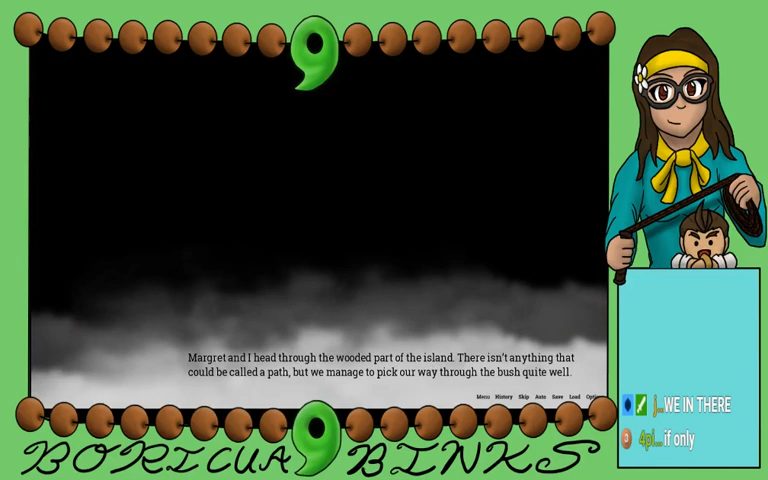 Margret and I head through the wooded part of the island. There isn't anything that
could be called a path, but we manage to pick our way through the bush quite well.
Menu History Skip Auto Save Load
j...WE IN THERE
4pi...if only
BORICUA BINKS